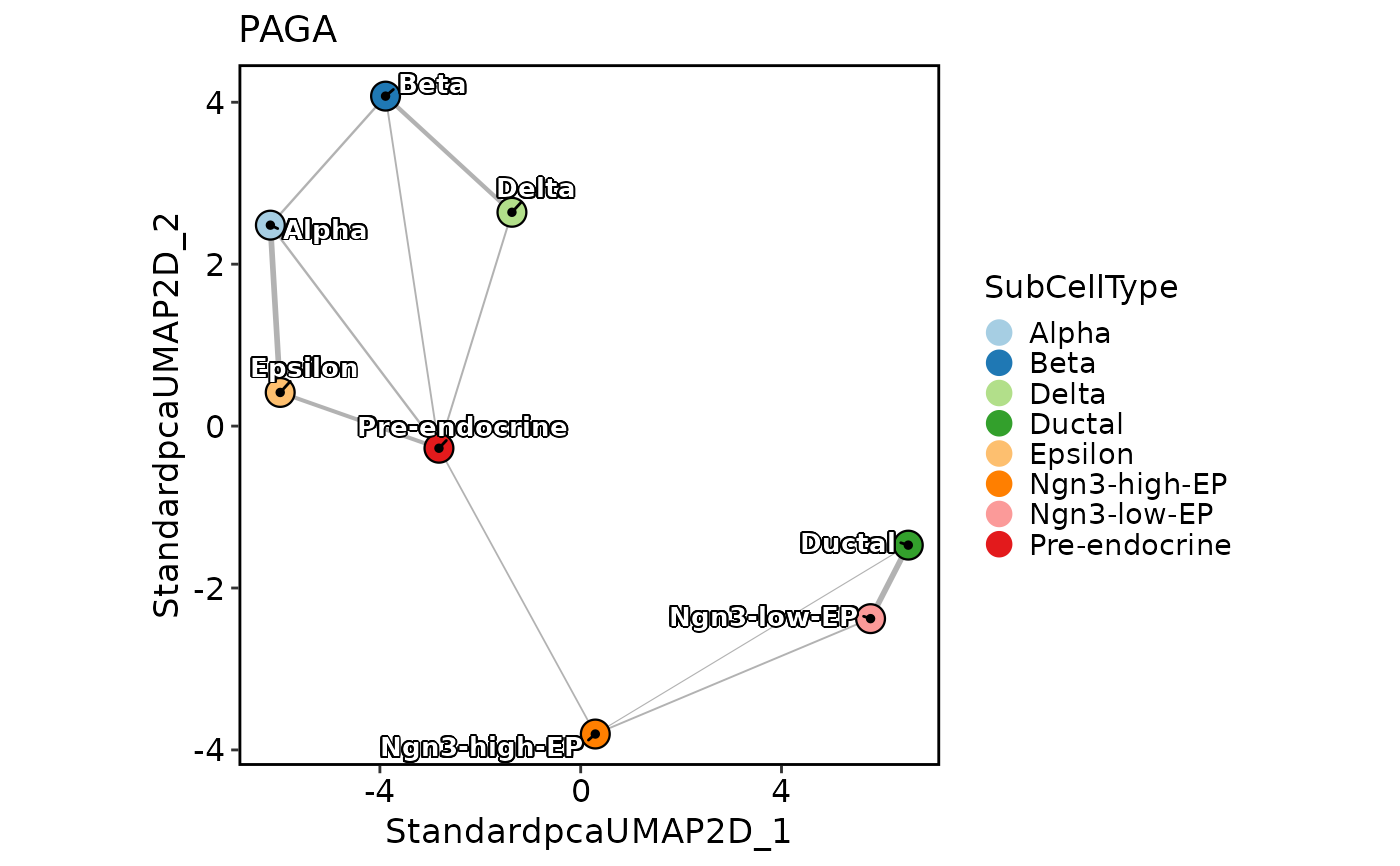 PAGA
StandardpcaUMAP2D_2
4
2
0
-2
-4
Beta
Delta
Alpha
Epsilon
Pre-endocrine
Ductal
Ngn3-low-EP
Ngn3-high-EP
-4 0 4
StandardpcaUMAP2D_1
SubCellType
Alpha
Beta
Delta
Ductal
Epsilon
Ngn3-high-EP
Ngn3-low-EP
Pre-endocrine